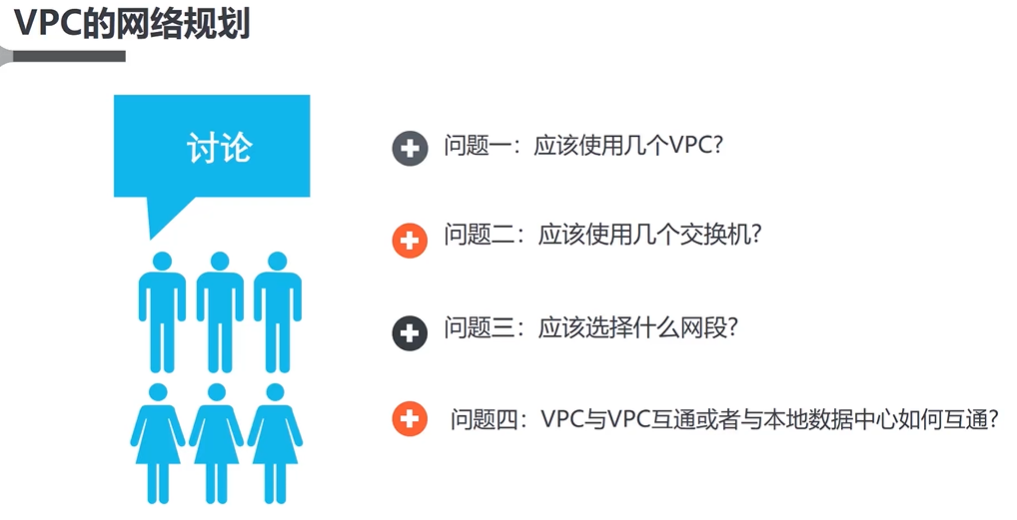 VPC的网络规划
讨论
问题一：应该使用几个VPC?
问题二：应该使用几个交换机?
问题三：应该选择什么网段?
问题四：VPC与VPC互通或者与本地数据中心如何互通?